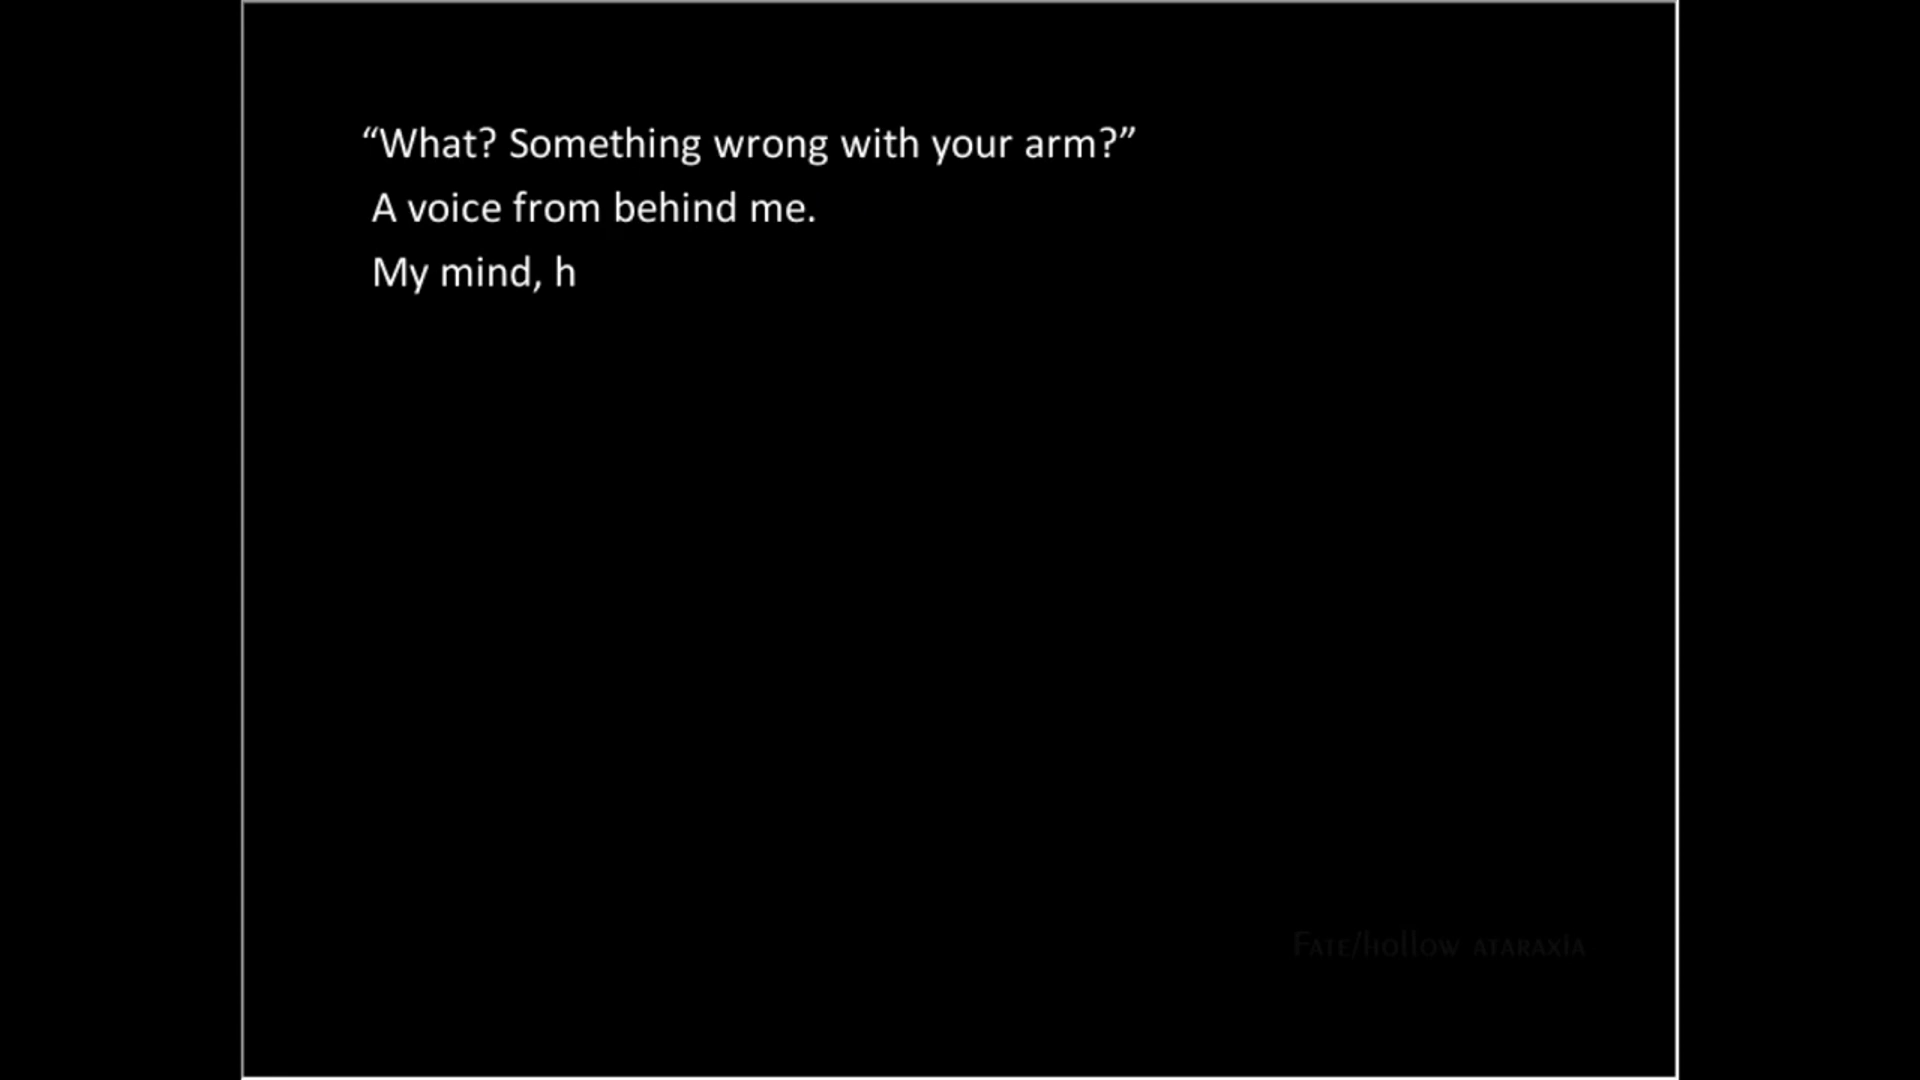 “What? Something wrong with your arm?”
A voice from behind me.
My mind, h
Fate/hollow ataraxia